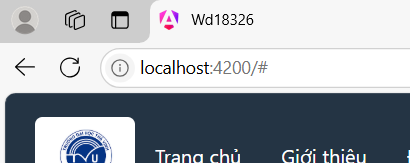 Wd18326
localhost:4200/#
Trang chủ Giới thiệu